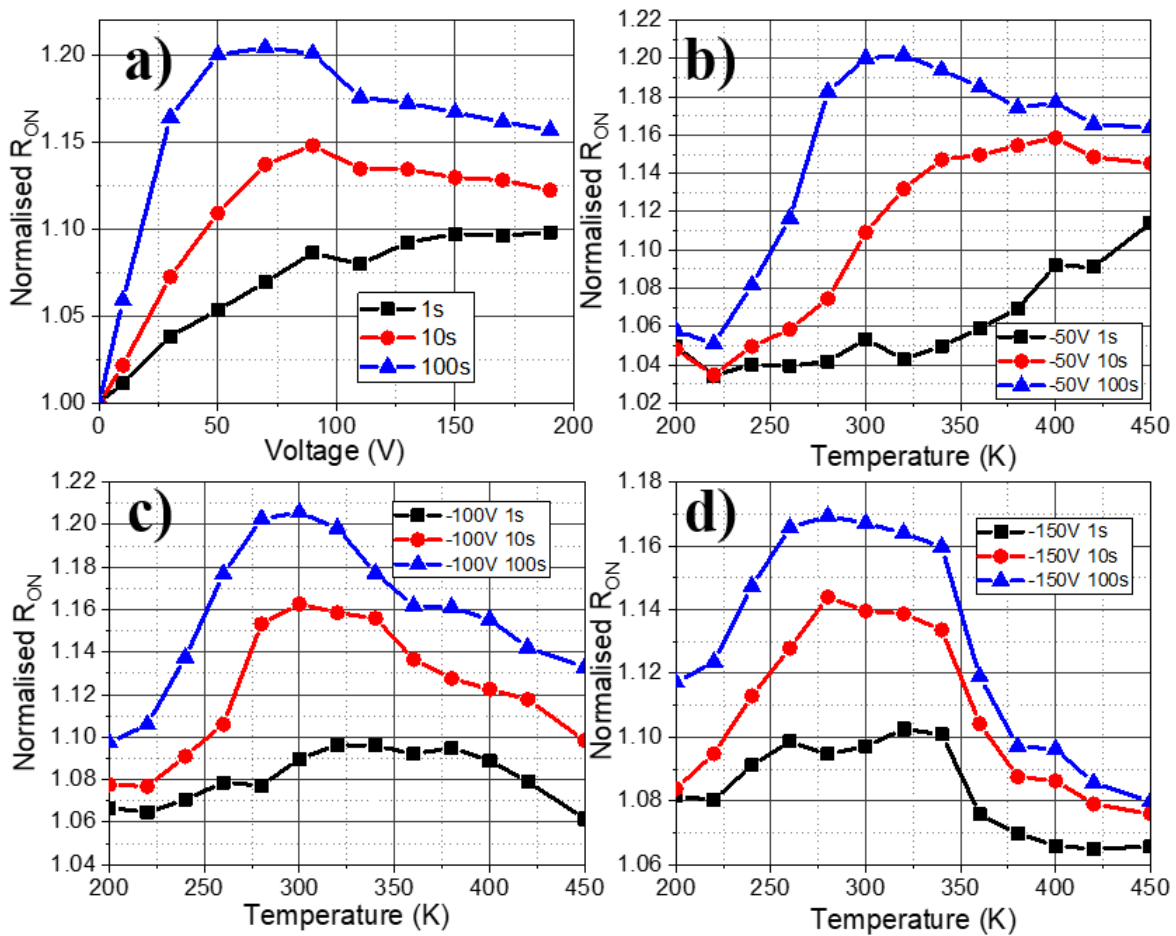 a)
Normalised R_ON
1.20
1.15
1.10
1.05
1.00
1s
10s
100s
0 50 100 150 200
Voltage (V)
b)
Normalised R_ON
1.22
1.20
1.18
1.16
1.14
1.12
1.10
1.08
1.06
1.04
1.02
-50V 1s
-50V 10s
-50V 100s
200 250 300 350 400 450
Temperature (K)
c)
Normalised R_ON
1.22
1.20
1.18
1.16
1.14
1.12
1.10
1.08
1.06
1.04
-100V 1s
-100V 10s
-100V 100s
200 250 300 350 400 450
Temperature (K)
d)
Normalised R_ON
1.18
1.16
1.14
1.12
1.10
1.08
1.06
-150V 1s
-150V 10s
-150V 100s
200 250 300 350 400 450
Temperature (K)